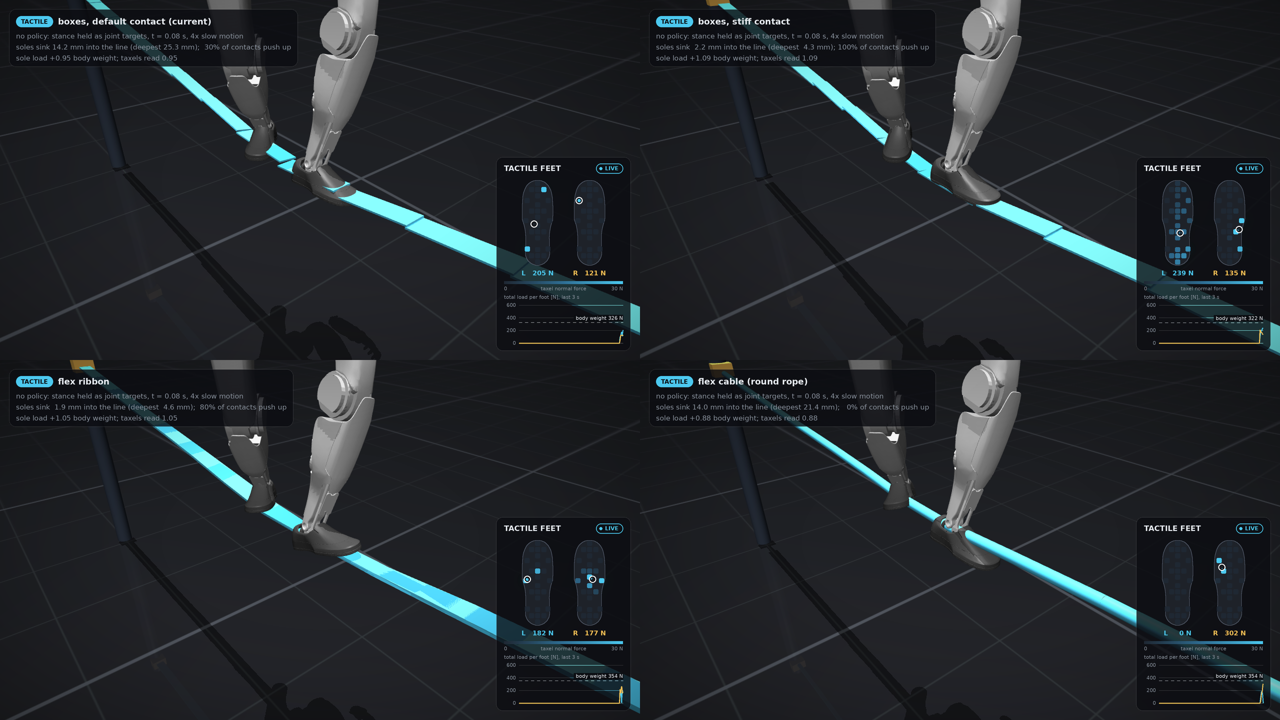 TACTILE boxes, default contact (current)
no policy: stance held as joint targets, t = 0.08 s, 4x slow motion
soles sink 14.2 mm into the line (deepest 25.3 mm); 30% of contacts push up
sole load +0.95 body weight; taxels read 0.95
TACTILE FEET LIVE
L 205 N R 121 N
0 taxel normal force 30 N
total load per foot [N], last 3 s
600
400
body weight 326 N
200
0
TACTILE boxes, stiff contact
no policy: stance held as joint targets, t = 0.08 s, 4x slow motion
soles sink 2.2 mm into the line (deepest 4.3 mm); 100% of contacts push up
sole load +1.09 body weight; taxels read 1.09
TACTILE FEET LIVE
L 239 N R 135 N
0 taxel normal force 30 N
total load per foot [N], last 3 s
600
400
body weight 322 N
200
0
TACTILE flex ribbon
no policy: stance held as joint targets, t = 0.08 s, 4x slow motion
soles sink 1.9 mm into the line (deepest 4.6 mm); 80% of contacts push up
sole load +1.05 body weight; taxels read 1.05
TACTILE FEET LIVE
L 182 N R 177 N
0 taxel normal force 30 N
total load per foot [N], last 3 s
600
400
body weight 354 N
200
0
TACTILE flex cable (round rope)
no policy: stance held as joint targets, t = 0.08 s, 4x slow motion
soles sink 14.0 mm into the line (deepest 21.4 mm); 0% of contacts push up
sole load +0.88 body weight; taxels read 0.88
TACTILE FEET LIVE
L 0 N R 302 N
0 taxel normal force 30 N
total load per foot [N], last 3 s
600
400
body weight 354 N
200
0